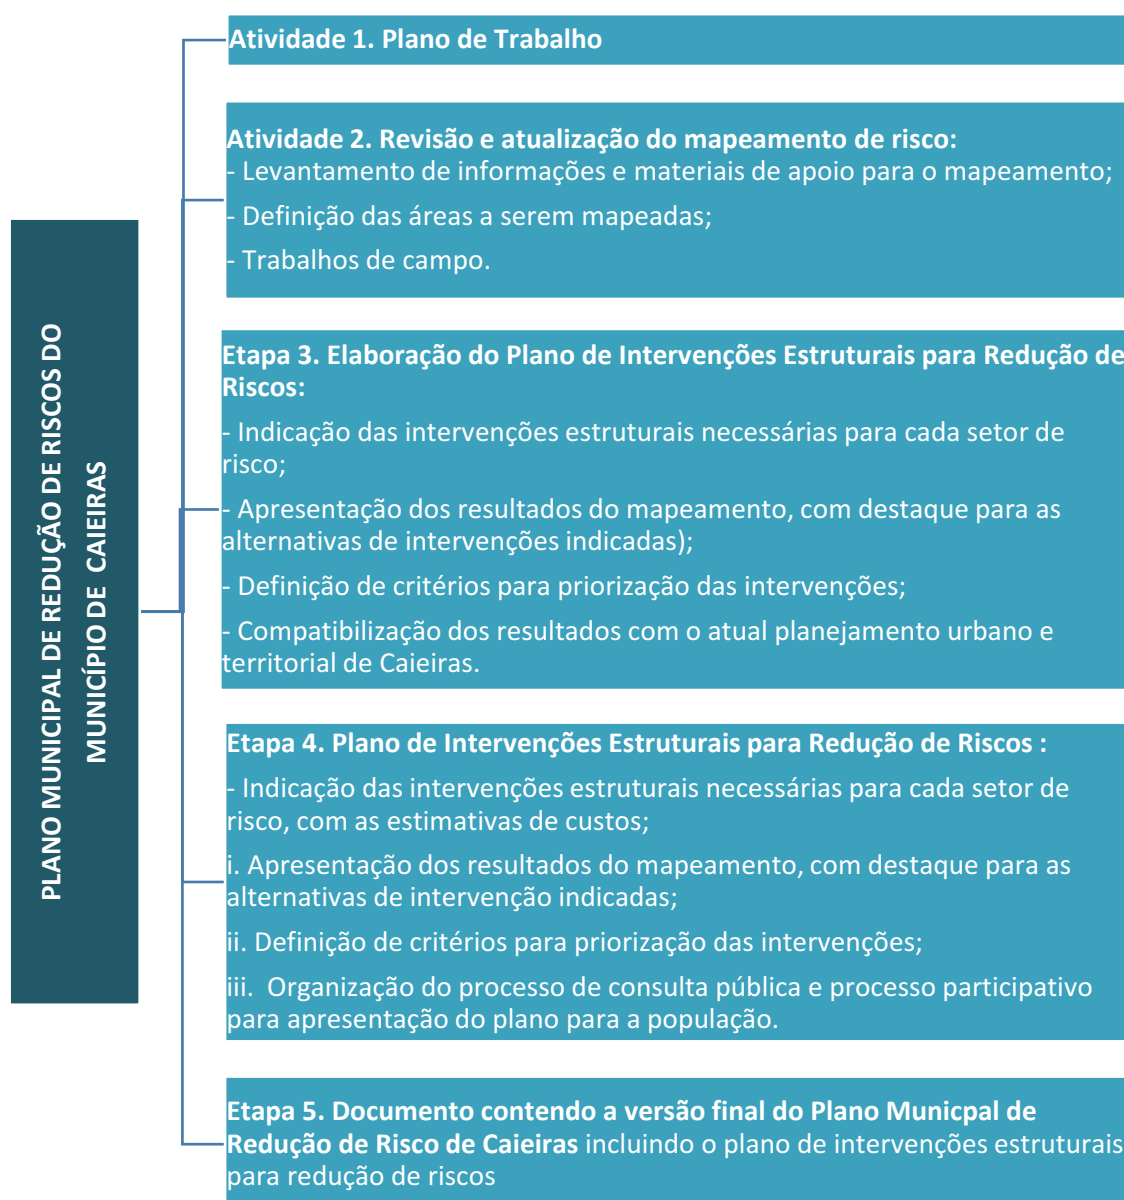 PLANO MUNICIPAL DE REDUÇÃO DE RISCOS DO
MUNICÍPIO DE  CAIEIRAS
Atividade 1. Plano de Trabalho
Atividade 2. Revisão e atualização do mapeamento de risco:
- Levantamento de informações e materiais de apoio para o mapeamento;
- Definição das áreas a serem mapeadas;
- Trabalhos de campo.
Etapa 3. Elaboração do Plano de Intervenções Estruturais para Redução de
Riscos:
- Indicação das intervenções estruturais necessárias para cada setor de
risco;
- Apresentação dos resultados do mapeamento, com destaque para as
alternativas de intervenções indicadas);
- Definição de critérios para priorização das intervenções;
- Compatibilização dos resultados com o atual planejamento urbano e
territorial de Caieiras.
Etapa 4. Plano de Intervenções Estruturais para Redução de Riscos :
- Indicação das intervenções estruturais necessárias para cada setor de
risco, com as estimativas de custos;
i. Apresentação dos resultados do mapeamento, com destaque para as
alternativas de intervenção indicadas;
ii. Definição de critérios para priorização das intervenções;
iii.  Organização do processo de consulta pública e processo participativo
para apresentação do plano para a população.
Etapa 5. Documento contendo a versão final do Plano Municpal de
Redução de Risco de Caieiras incluindo o plano de intervenções estruturais
para redução de riscos